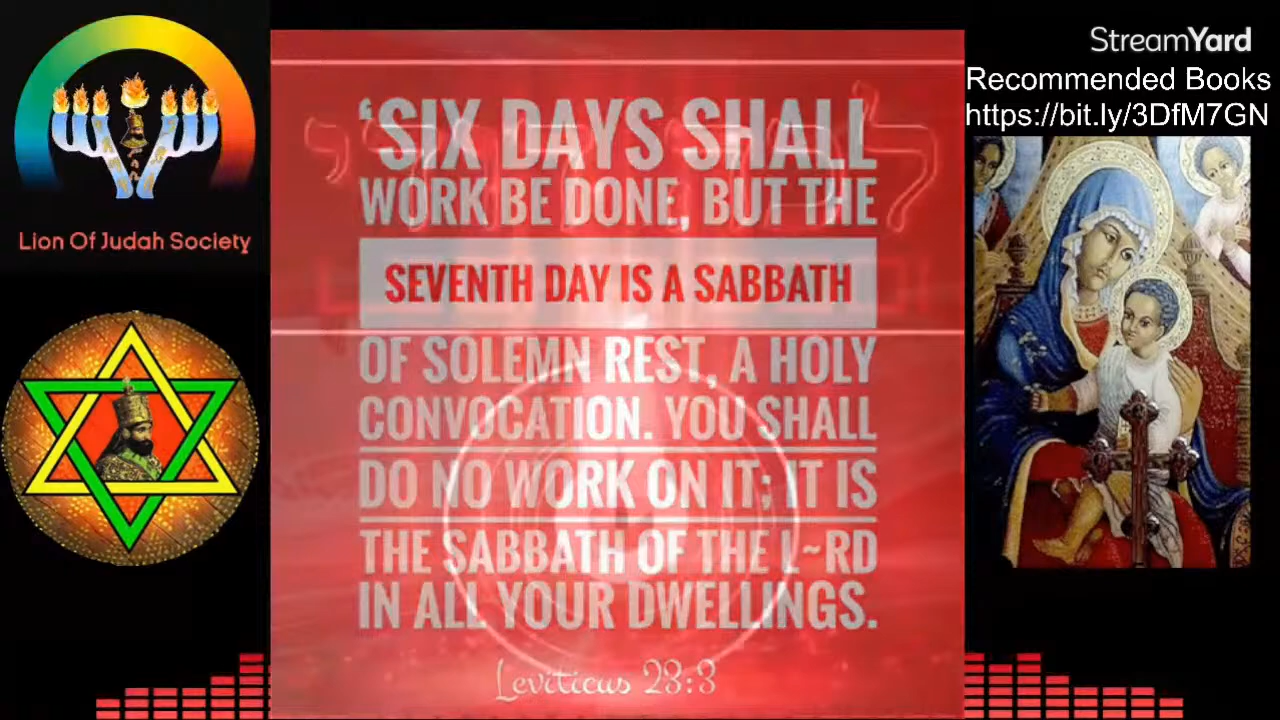 StreamYard
Recommended Books
https://bit.ly/3DfM7GN
Lion Of Judah Society
‘SIX DAYS SHALL
WORK BE DONE, BUT THE
SEVENTH DAY IS A SABBATH
OF SOLEMN REST, A HOLY
CONVOCATION. YOU SHALL
DO NO WORK ON IT; IT IS
THE SABBATH OF THE L~RD
IN ALL YOUR DWELLINGS.
Leviticus 23:3